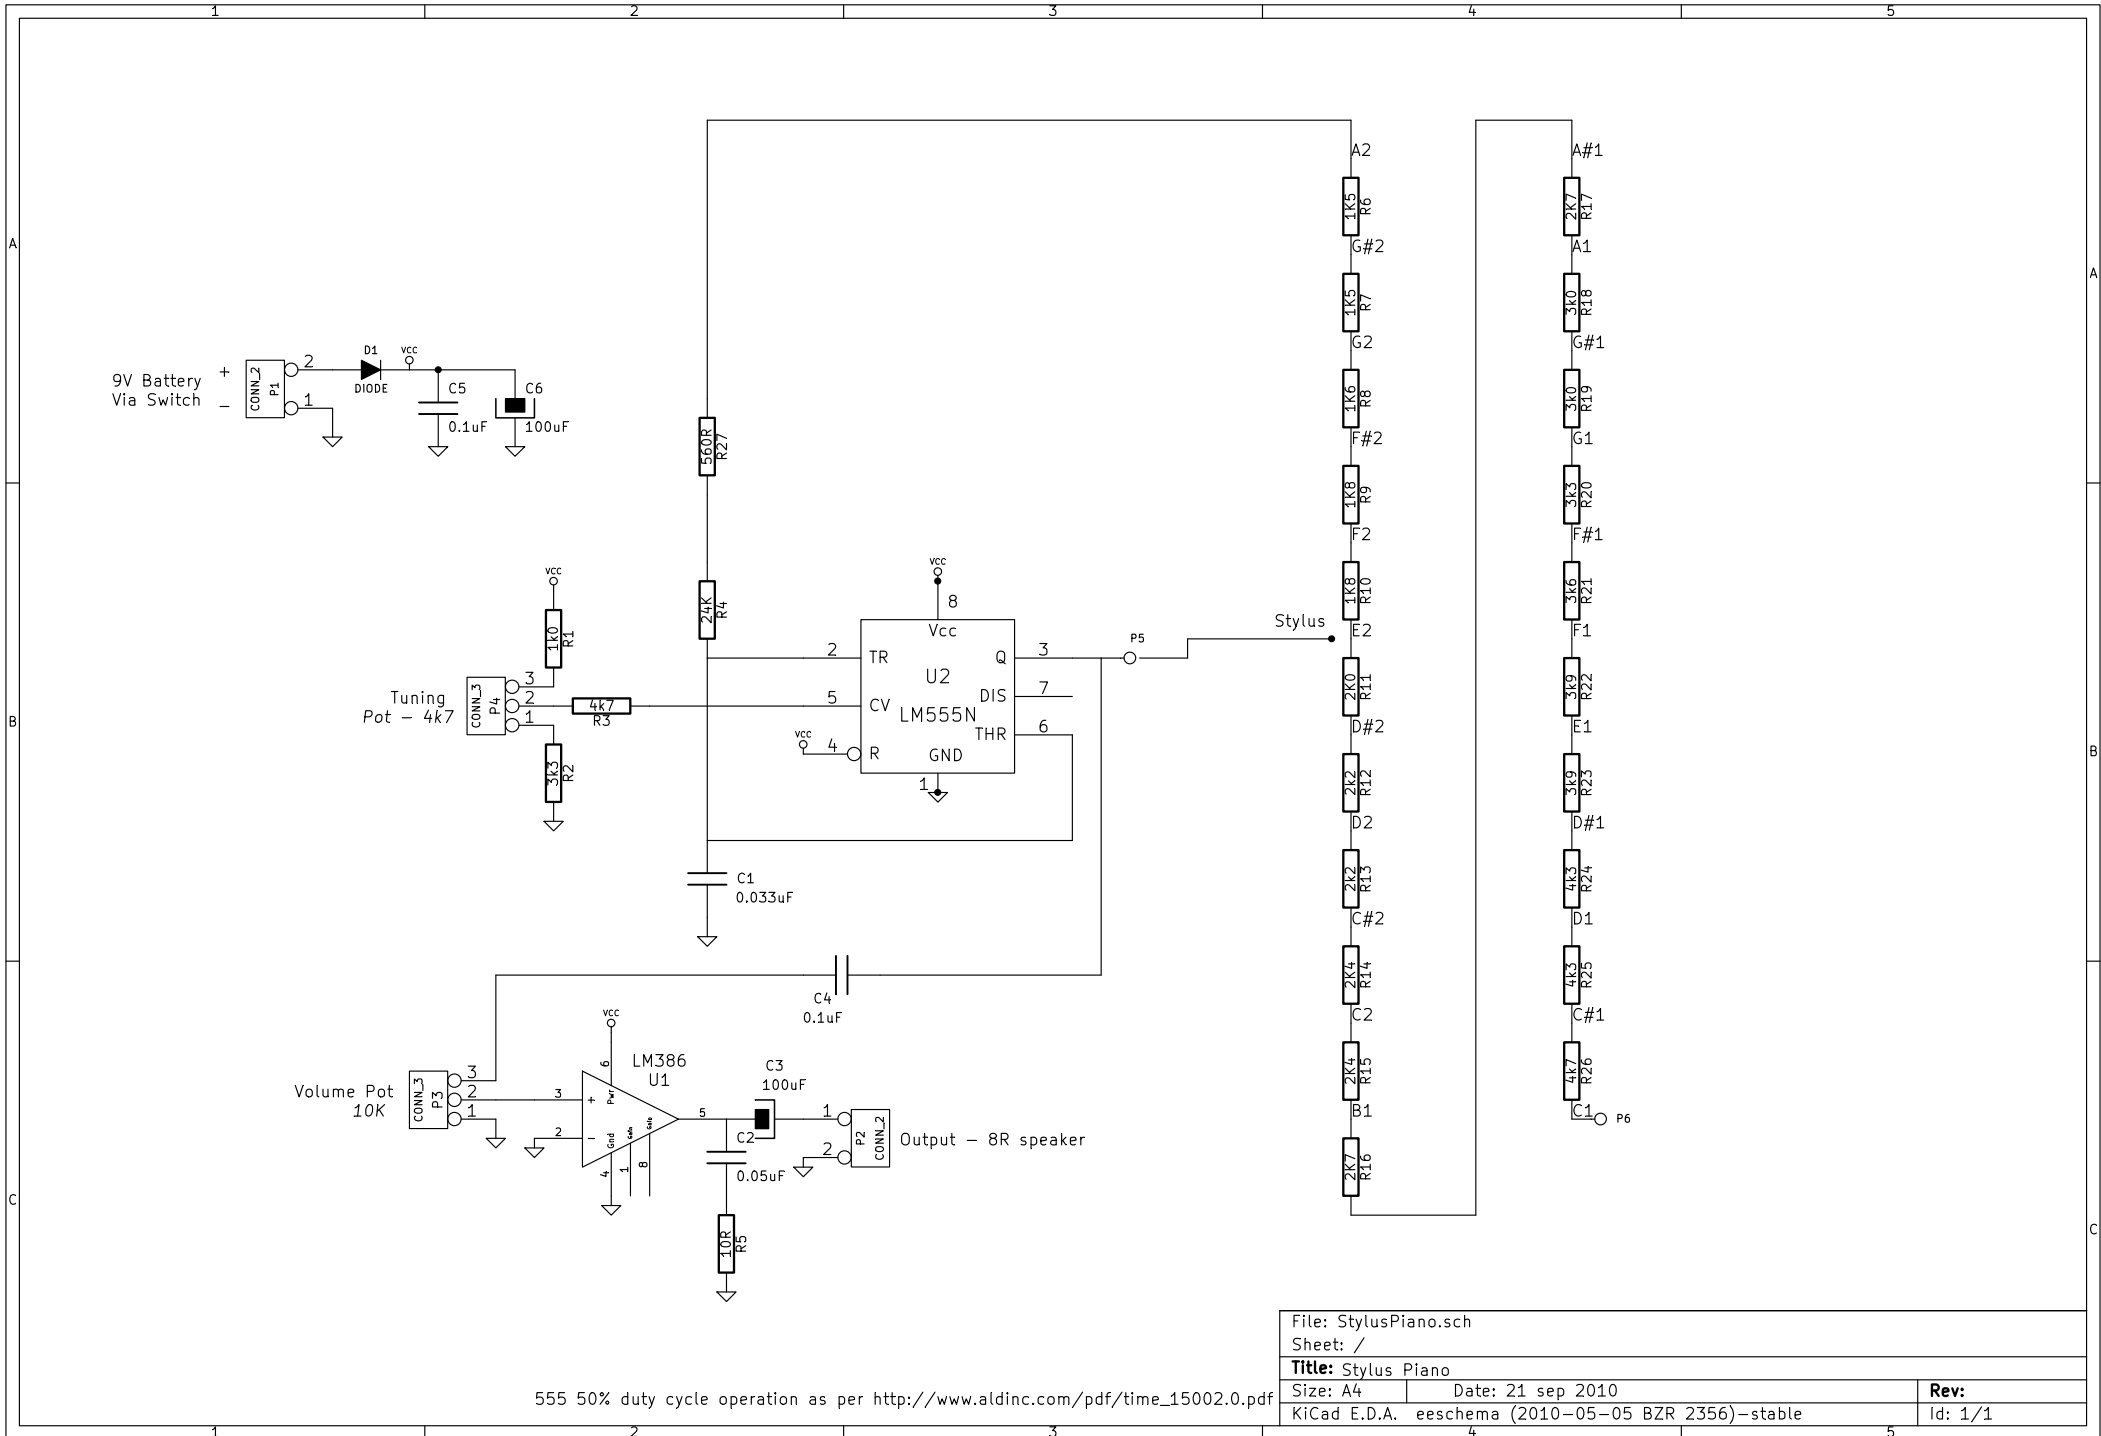 1 2 3 4 5
A
A
B
B
C
C
9V Battery
Via Switch
+
-
CONN_2
P1
2
1
D1
DIODE
VCC
C5
0.1uF
C6
100uF
560R
R27
24K
R4
VCC
1k0
R1
Tuning
Pot - 4k7
CONN_3
P4
3
2
1
4k7
R3
3k3
R2
VCC
8
Vcc
2
TR
Q
3
U2
DIS
7
5
CV
LM555N
THR
6
VCC
4
R
GND
1
P5
Stylus
C1
0.033uF
C4
0.1uF
Volume Pot
10K
CONN_3
P3
3
2
1
VCC
6
LM386
U1
3
+
Pwr
2
-
Gnd
Gain
Gain
4
1
8
5
C3
100uF
C2
0.05uF
10R
R5
1
2
P2
CONN_2
Output - 8R speaker
A2
1K5
R6
G#2
1K5
R7
G2
1K6
R8
F#2
1K8
R9
F2
1K8
R10
E2
2K0
R11
D#2
2k2
R12
D2
2k2
R13
C#2
2K4
R14
C2
2K4
R15
B1
2K7
R16
A#1
2K7
R17
A1
3k0
R18
G#1
3k0
R19
G1
3k3
R20
F#1
3k6
R21
F1
3k9
R22
E1
3k9
R23
D#1
4k3
R24
D1
4k3
R25
C#1
4k7
R26
C1
P6
555 50% duty cycle operation as per http://www.aldinc.com/pdf/time_15002.0.pdf
File: StylusPiano.sch
Sheet: /
Title: Stylus Piano
Size: A4 Date: 21 sep 2010 Rev:
KiCad E.D.A. eeschema (2010-05-05 BZR 2356)-stable Id: 1/1
1 2 3 4 5